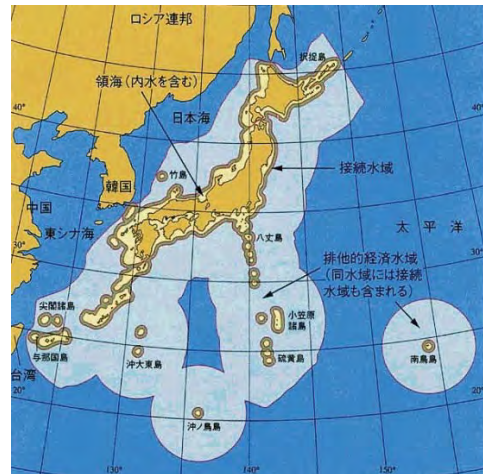 ロシア連邦
択捉島
領海(内水を含む)
40°
40°
日本海
竹島
接続水域
韓国
中国
東シナ海
太平洋
八丈島
30°
30°
排他的経済水域
(同水域には接続
水域も含まれる)
尖閣諸島
小笠原
諸島
与那国島
沖大東島
硫黄島
南鳥島
台湾
20°
20°
沖ノ鳥島
130°
140°
150°